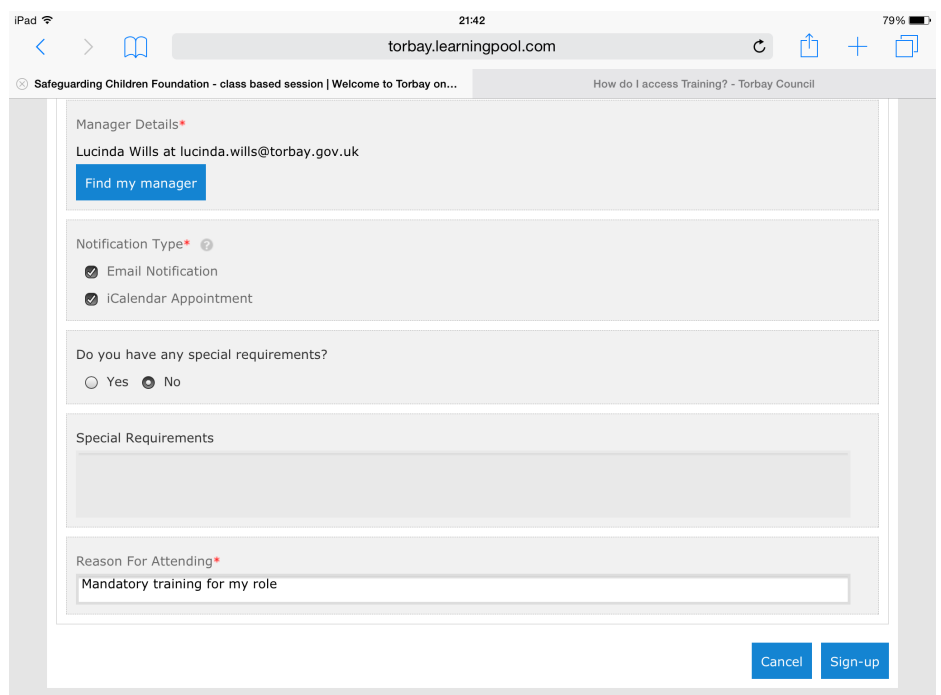 iPad 21:42 79%
torbay.learningpool.com
Safeguarding Children Foundation - class based session | Welcome to Torbay on... How do I access Training? - Torbay Council
Manager Details*
Lucinda Wills at lucinda.wills@torbay.gov.uk
Find my manager
Notification Type* ?
Email Notification
iCalendar Appointment
Do you have any special requirements?
Yes No
Special Requirements
Reason For Attending*
Mandatory training for my role
Cancel Sign-up